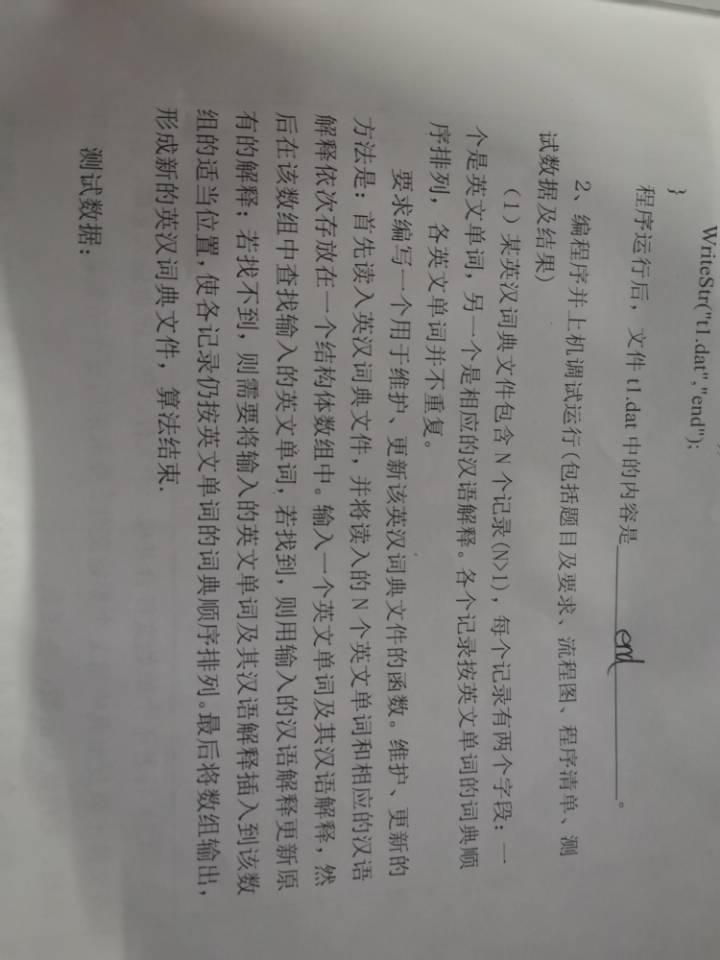 WriteStr("t1.dat","end");
}
程序运行后，文件 t1.dat 中的内容是 end 。
2、编程序并上机调试运行(包括题目及要求、流程图、程序清单、测
试数据及结果)
（1）某英汉词典文件包含 N 个记录(N>1)，每个记录有两个字段：一
个是英文单词，另一个是相应的汉语解释。各个记录按英文单词的词典顺
序排列，各英文单词并不重复。
要求编写一个用于维护、更新该英汉词典文件的函数。维护、更新的
方法是：首先读入英汉词典文件，并将读入的 N 个英文单词和相应的汉语
解释依次存放在一个结构体数组中。输入一个英文单词及其汉语解释，然
后在该数组中查找输入的英文单词，若找到，则用输入的汉语解释更新原
有的解释；若找不到，则需要将输入的英文单词及其汉语解释插入到该数
组的适当位置，使各记录仍按英文单词的词典顺序排列。最后将数组输出，
形成新的英汉词典文件，算法结束.
测试数据：